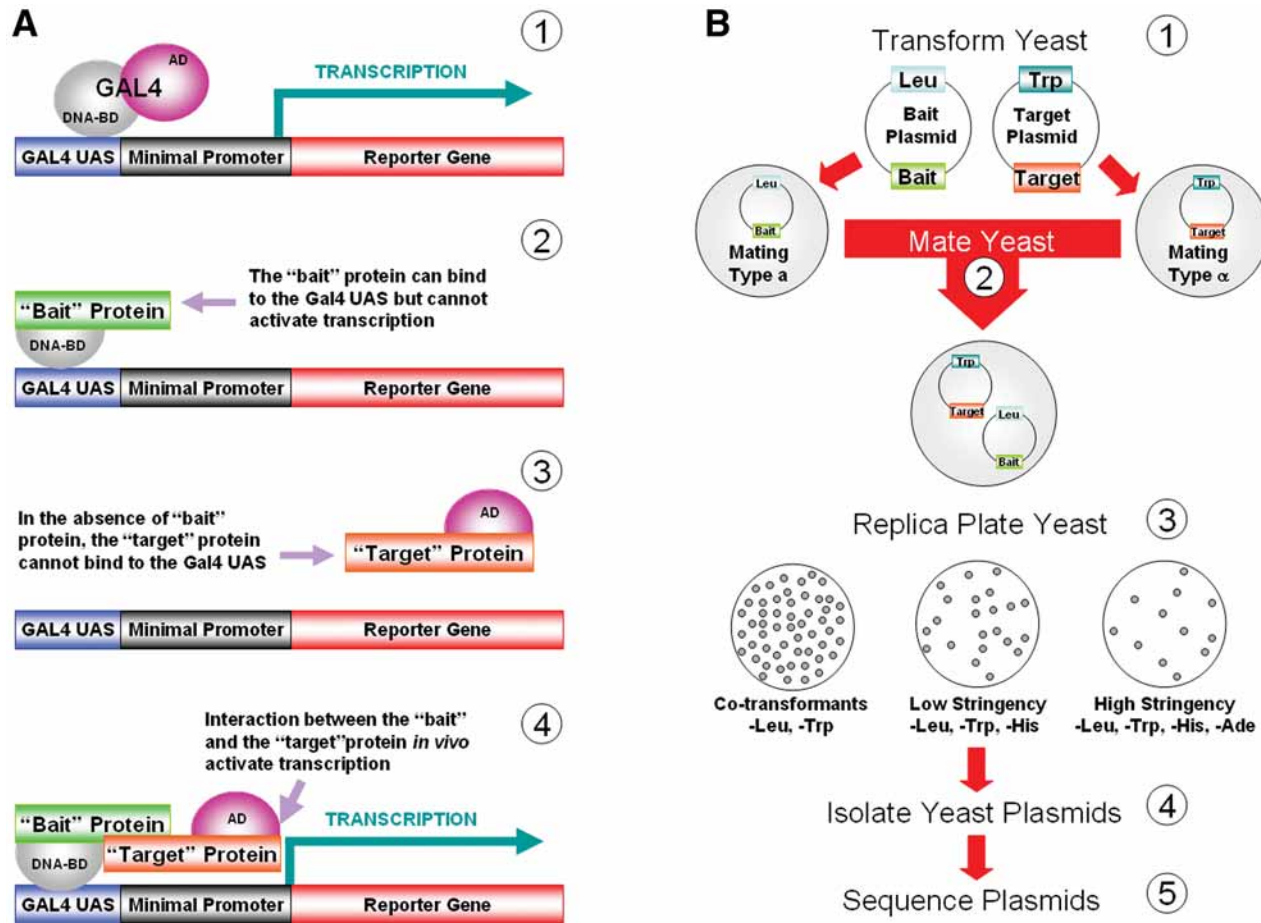 A
1
AD
GAL4
DNA-BD
TRANSCRIPTION
GAL4 UAS Minimal Promoter Reporter Gene
2
The “bait” protein can bind
to the Gal4 UAS but cannot
activate transcription
“Bait” Protein
DNA-BD
GAL4 UAS Minimal Promoter Reporter Gene
3
In the absence of “bait”
protein, the “target” protein
cannot bind to the Gal4 UAS
AD
“Target” Protein
GAL4 UAS Minimal Promoter Reporter Gene
4
Interaction between the “bait”
and the “target”protein in vivo
activate transcription
“Bait” Protein
AD
TRANSCRIPTION
DNA-BD
“Target” Protein
GAL4 UAS Minimal Promoter Reporter Gene
B
Transform Yeast 1
Leu
Bait
Plasmid
Bait
Trp
Target
Plasmid
Target
Leu
Bait
Mating
Type a
Mate Yeast
2
Trp
Target
Mating
Type α
Trp
Target
Leu
Bait
Replica Plate Yeast 3
Co-transformants
-Leu, -Trp
Low Stringency
-Leu, -Trp, -His
High Stringency
-Leu, -Trp, -His, -Ade
Isolate Yeast Plasmids 4
Sequence Plasmids 5